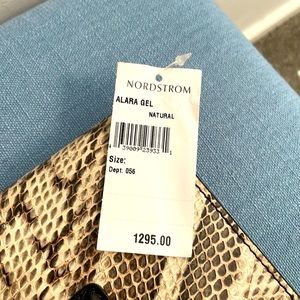 NORDSTROM
ALARA GEL
NATURAL
Size:
Dept. 056
1295.00